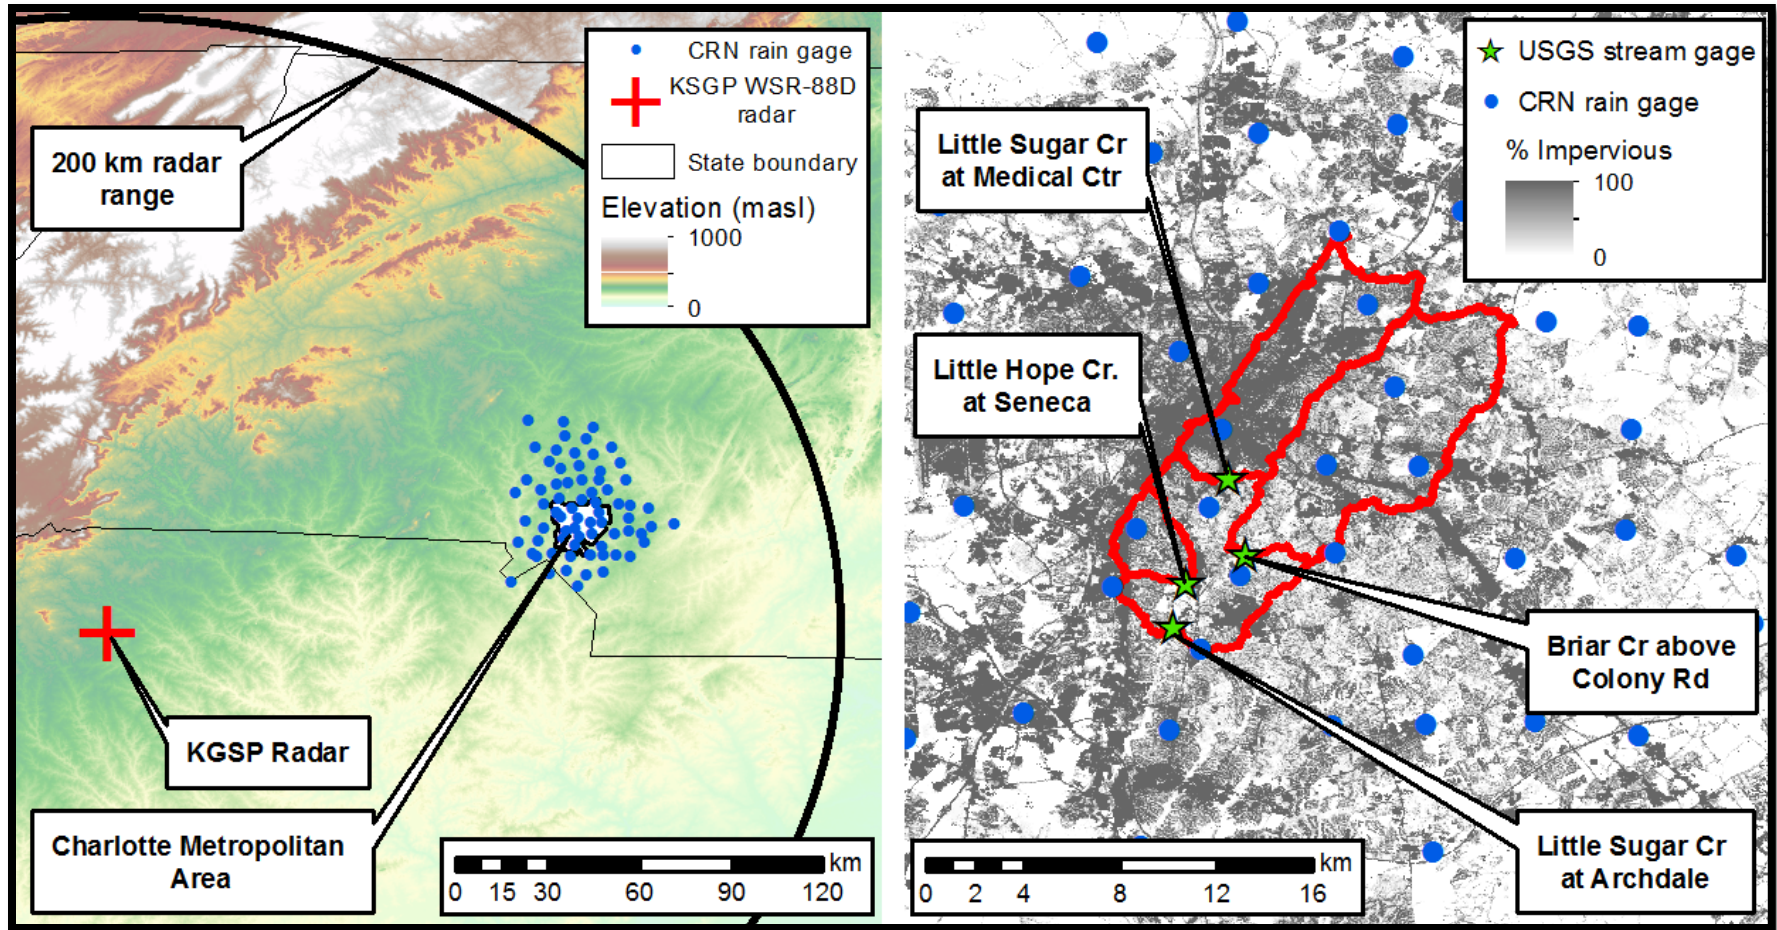 CRN rain gage
KSGP WSR-88D
radar
State boundary
Elevation (masl)
1000
0
200 km radar
range
KGSP Radar
Charlotte Metropolitan
Area
km
0 15 30 60 90 120
USGS stream gage
CRN rain gage
% Impervious
100
0
Little Sugar Cr
at Medical Ctr
Little Hope Cr.
at Seneca
Briar Cr above
Colony Rd
Little Sugar Cr
at Archdale
km
0 2 4 8 12 16